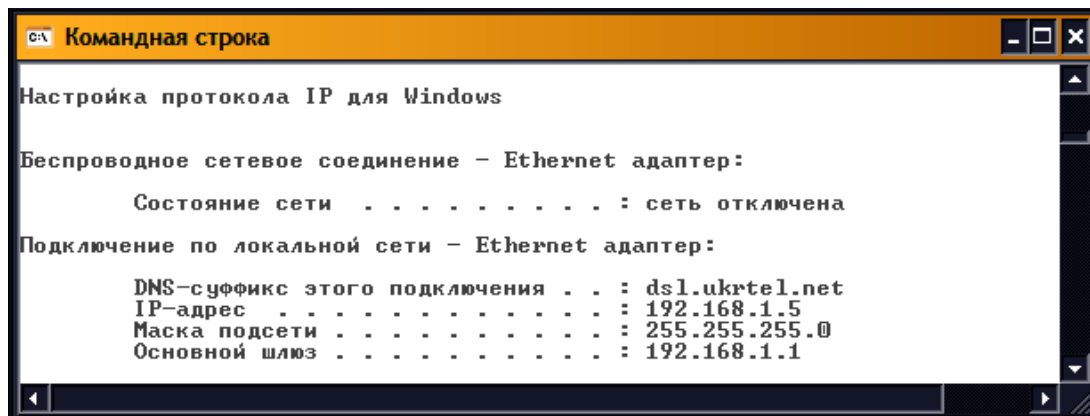 C:\ Командная строка
Настройка протокола IP для Windows
Беспроводное сетевое соединение - Ethernet адаптер:
Состояние сети . . . . . . . . . : сеть отключена
Подключение по локальной сети - Ethernet адаптер:
DNS-суффикс этого подключения . . : dsl.ukrtel.net
IP-адрес . . . . . . . . . . . . : 192.168.1.5
Маска подсети . . . . . . . . . . : 255.255.255.0
Основной шлюз . . . . . . . . . . : 192.168.1.1